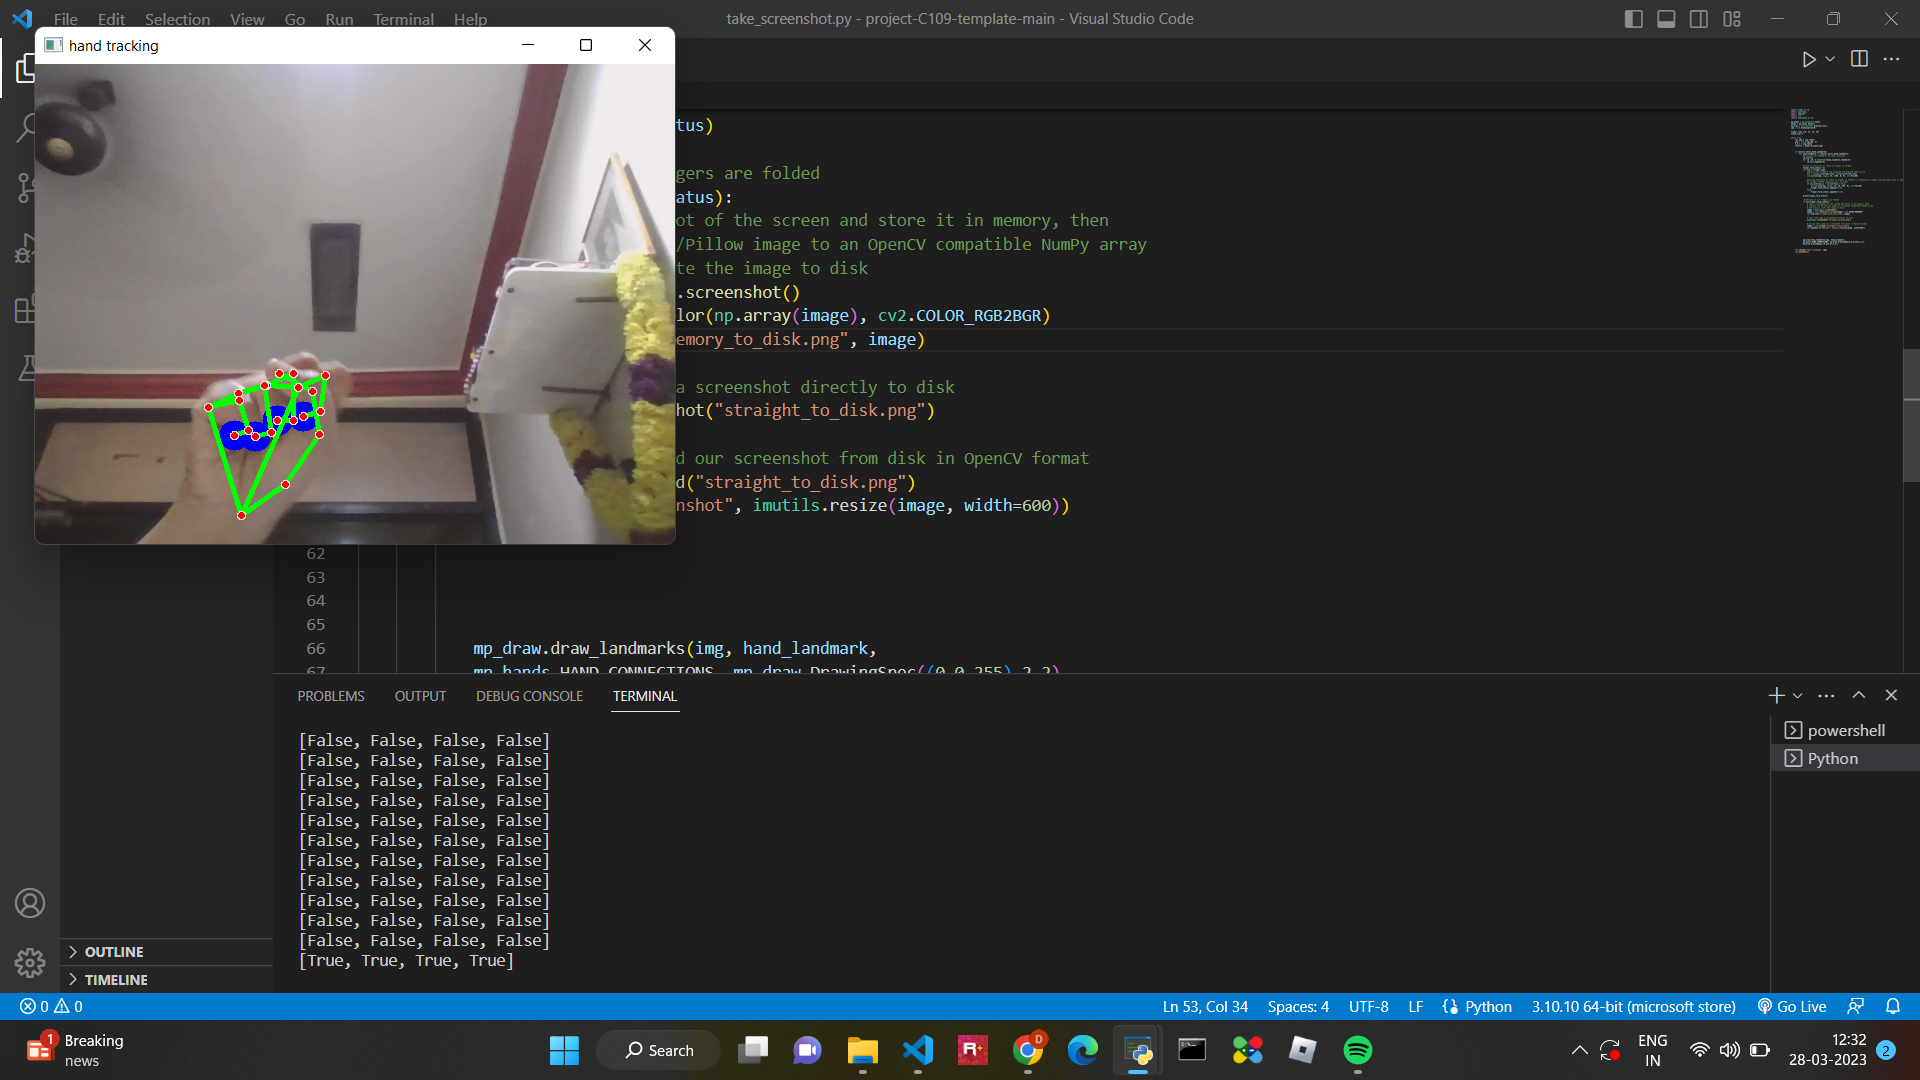 File Edit Selection View Go Run Terminal Help
take_screenshot.py - project-C109-template-main - Visual Studio Code
hand tracking
tus)
gers are folded
atus):
ot of the screen and store it in memory, then
/Pillow image to an OpenCV compatible NumPy array
te the image to disk
.screenshot()
lor(np.array(image), cv2.COLOR_RGB2BGR)
emory_to_disk.png", image)
a screenshot directly to disk
hot("straight_to_disk.png")
d our screenshot from disk in OpenCV format
d("straight_to_disk.png")
nshot", imutils.resize(image, width=600))
62
63
64
65
66 mp_draw.draw_landmarks(img, hand_landmark,
67 mp_hands.HAND_CONNECTIONS, mp_draw.DrawingSpec((0,0,255),2,2)
PROBLEMS OUTPUT DEBUG CONSOLE TERMINAL
[False, False, False, False]
[False, False, False, False]
[False, False, False, False]
[False, False, False, False]
[False, False, False, False]
[False, False, False, False]
[False, False, False, False]
[False, False, False, False]
[False, False, False, False]
[False, False, False, False]
[False, False, False, False]
[True, True, True, True]
powershell
Python
OUTLINE
TIMELINE
0 0
Ln 53, Col 34 Spaces: 4 UTF-8 LF Python 3.10.10 64-bit (microsoft store) Go Live
1
Breaking
news
Search
R+
D
ENG
IN
12:32
28-03-2023
2